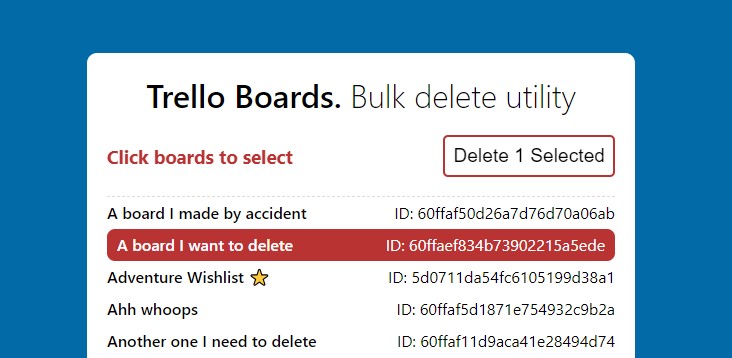 Trello Boards. Bulk delete utility
Click boards to select
Delete 1 Selected
A board I made by accident ID: 60ffaf50d26a7d76d70a06ab
A board I want to delete ID: 60ffaef834b73902215a5ede
Adventure Wishlist ⭐ ID: 5d0711da54fc6105199d38a1
Ahh whoops ID: 60ffaf5d1871e754932c9b2a
Another one I need to delete ID: 60ffaf11d9aca41e28494d74